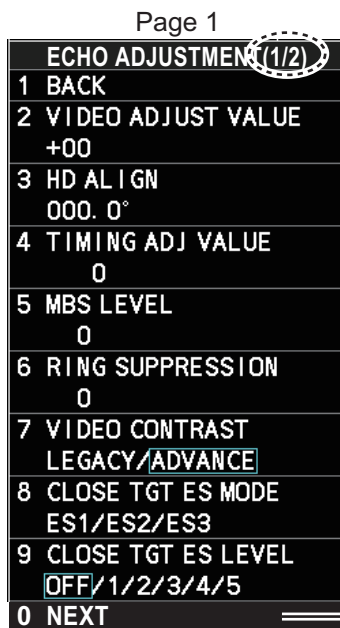 Page 1
ECHO ADJUSTMENT(1/2)
1 BACK
2 VIDEO ADJUST VALUE
+00
3 HD ALIGN
000.0°
4 TIMING ADJ VALUE
0
5 MBS LEVEL
0
6 RING SUPPRESSION
0
7 VIDEO CONTRAST
LEGACY/ADVANCE
8 CLOSE TGT ES MODE
ES1/ES2/ES3
9 CLOSE TGT ES LEVEL
OFF/1/2/3/4/5
0 NEXT